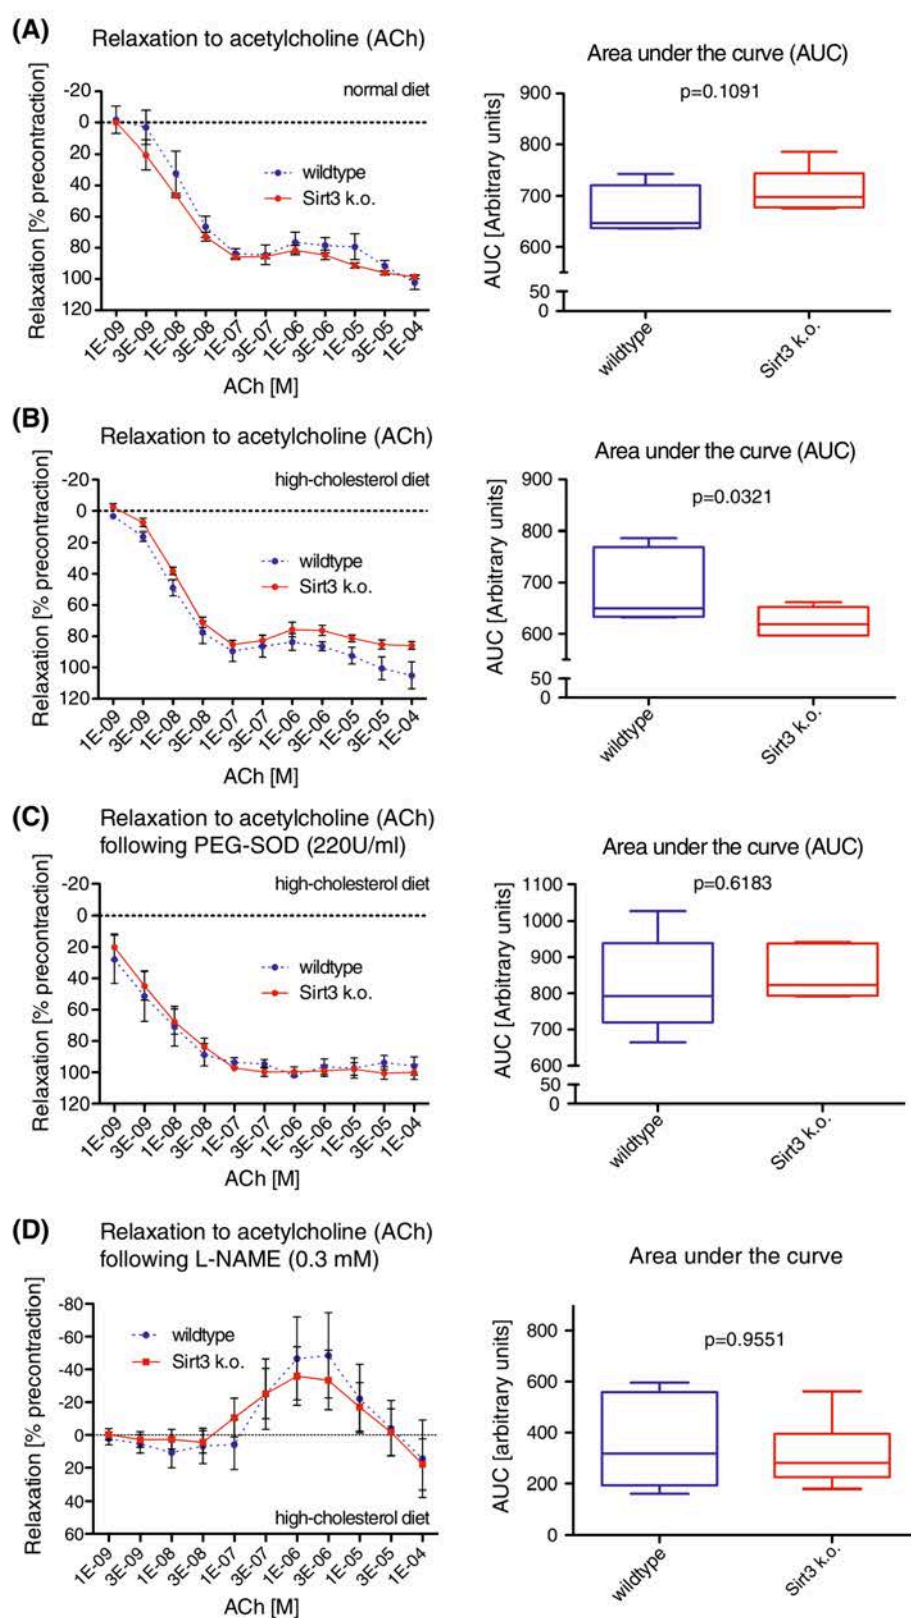 (A)
Relaxation to acetylcholine (ACh)
normal diet
Relaxation [% precontraction]
-20
0
20
40
60
80
100
120
wildtype
Sirt3 k.o.
1E-09
3E-09
1E-08
3E-08
1E-07
3E-07
1E-06
3E-06
1E-05
3E-05
1E-04
ACh [M]
Area under the curve (AUC)
p=0.1091
AUC [Arbitrary units]
900
800
700
600
50
0
wildtype
Sirt3 k.o.
(B)
Relaxation to acetylcholine (ACh)
high-cholesterol diet
Relaxation [% precontraction]
-20
0
20
40
60
80
100
120
wildtype
Sirt3 k.o.
1E-09
3E-09
1E-08
3E-08
1E-07
3E-07
1E-06
3E-06
1E-05
3E-05
1E-04
ACh [M]
Area under the curve (AUC)
p=0.0321
AUC [Arbitrary units]
900
800
700
600
50
0
wildtype
Sirt3 k.o.
(C)
Relaxation to acetylcholine (ACh)
following PEG-SOD (220U/ml)
high-cholesterol diet
Relaxation [% precontraction]
-20
0
20
40
60
80
100
120
wildtype
Sirt3 k.o.
1E-09
3E-09
1E-08
3E-08
1E-07
3E-07
1E-06
3E-06
1E-05
3E-05
1E-04
ACh [M]
Area under the curve (AUC)
p=0.6183
AUC [Arbitrary units]
1100
1000
900
800
700
600
50
0
wildtype
Sirt3 k.o.
(D)
Relaxation to acetylcholine (ACh)
following L-NAME (0.3 mM)
Relaxation [% precontraction]
-80
-60
-40
-20
0
20
40
60
wildtype
Sirt3 k.o.
high-cholesterol diet
1E-09
3E-09
1E-08
3E-08
1E-07
3E-07
1E-06
3E-06
1E-05
3E-05
1E-04
ACh [M]
Area under the curve
p=0.9551
AUC [arbitrary units]
800
600
400
200
0
wildtype
Sirt3 k.o.